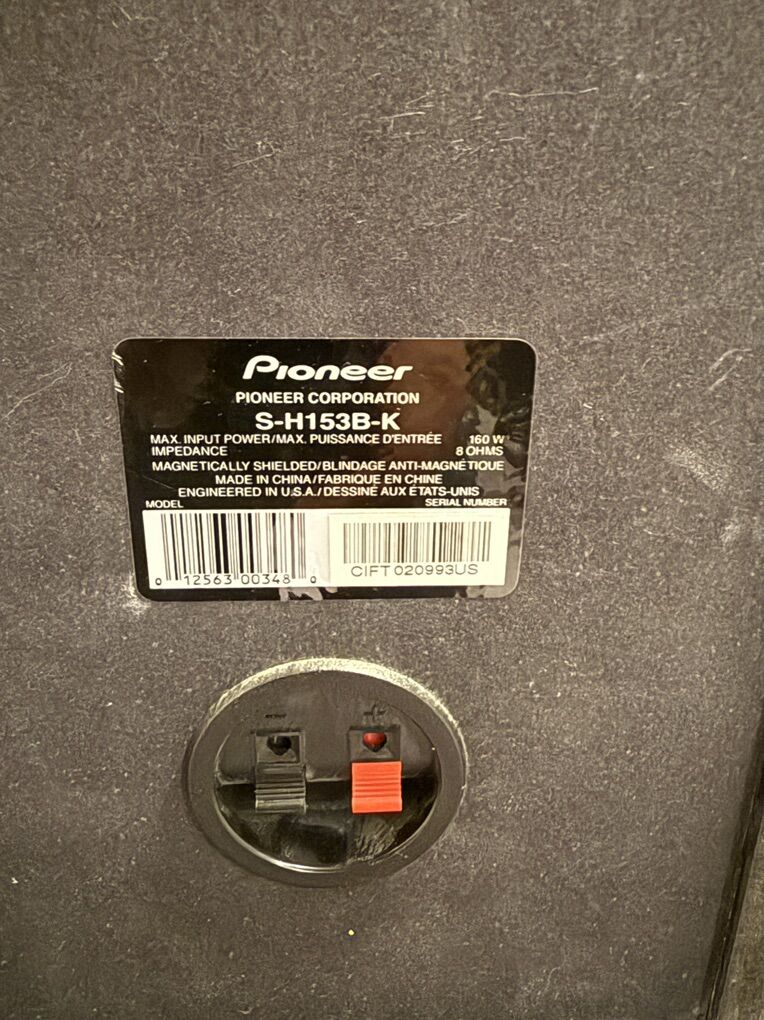 Pioneer
PIONEER CORPORATION
S-H153B-K
MAX. INPUT POWER/MAX. PUISSANCE D'ENTRÉE 160 W
IMPEDANCE 8 OHMS
MAGNETICALLY SHIELDED/BLINDAGE ANTI-MAGNÉTIQUE
MADE IN CHINA/FABRIQUE EN CHINE
ENGINEERED IN U.S.A./DESSINÉ AUX ÉTATS-UNIS
MODEL SERIAL NUMBER
0 12563 00348 0
CIFT020993US
- +